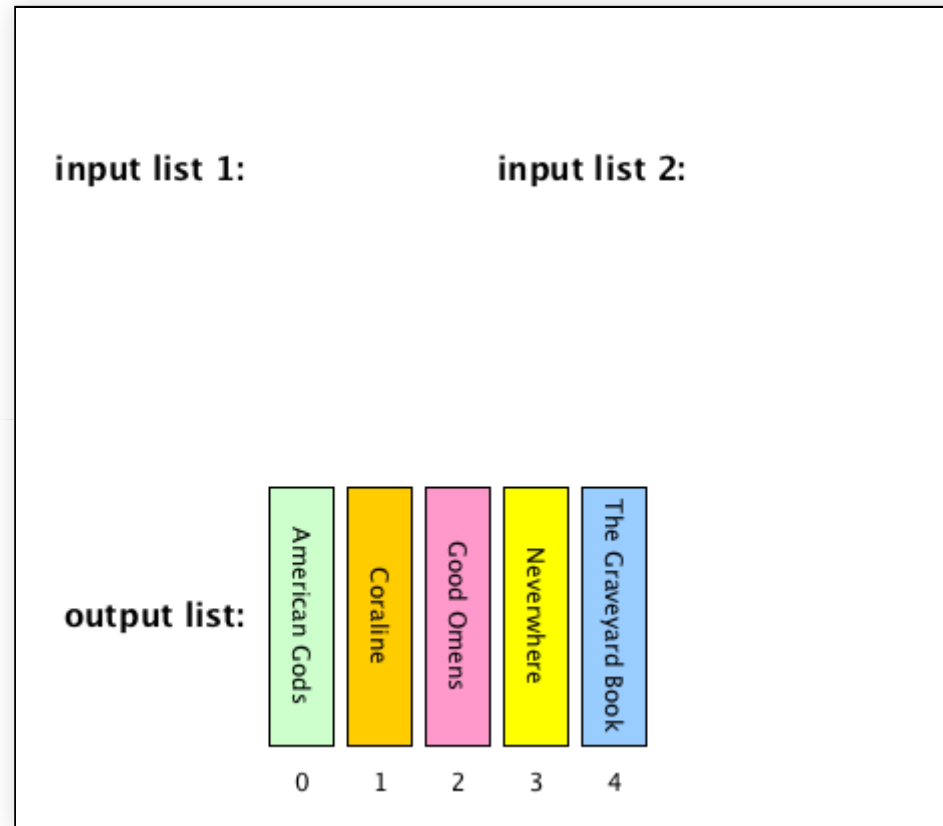 input list 1:
input list 2:
output list:
American Gods
Coraline
Good Omens
Neverwhere
The Graveyard Book
0
1
2
3
4